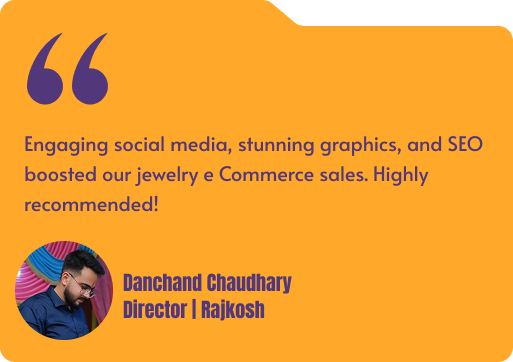 “
Engaging social media, stunning graphics, and SEO
boosted our jewelry e Commerce sales. Highly
recommended!
Danchand Chaudhary
Director | Rajkosh